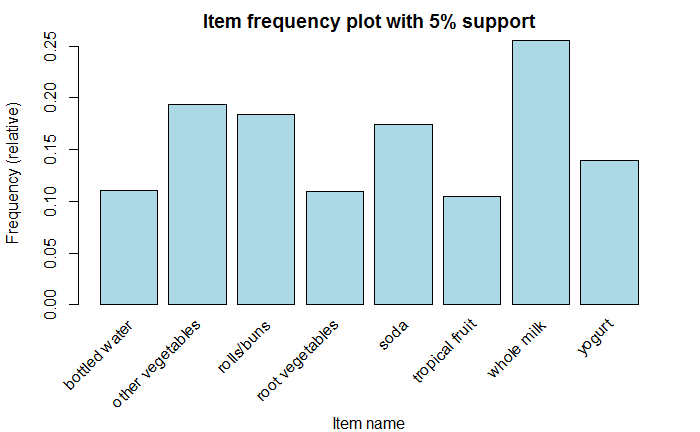 Item frequency plot with 5% support
Frequency (relative)
0.25
0.20
0.15
0.10
0.05
0.00
bottled water
other vegetables
rolls/buns
root vegetables
soda
tropical fruit
whole milk
yogurt
Item name